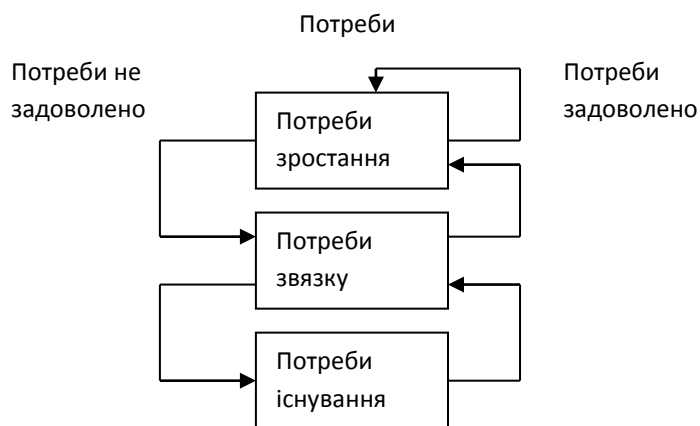 Потреби
Потреби не
задоволено
Потреби
задоволено
Потреби
зростання
Потреби
звязку
Потреби
існування